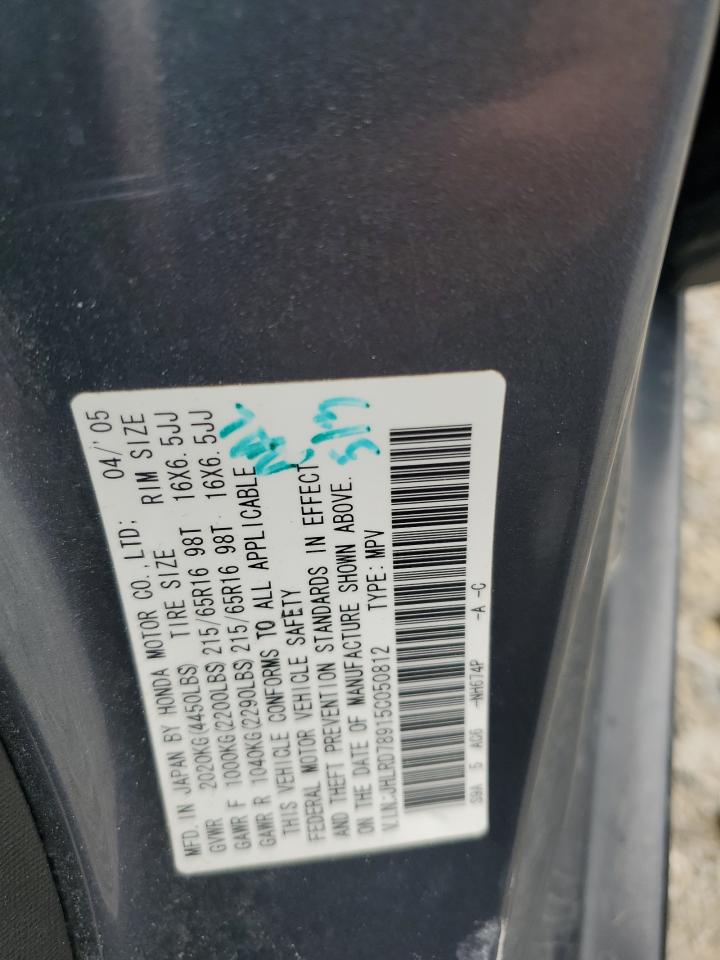 MFD. IN JAPAN BY HONDA MOTOR CO.,LTD; 04/'05
GVWR 2020KG(4450LBS) TIRE SIZE RIM SIZE
GAWR F 1000KG(2200LBS) 215/65R16 98T 16X6.5JJ
GAWR R 1040KG(2290LBS) 215/65R16 98T 16X6.5JJ
THIS VEHICLE CONFORMS TO ALL APPLICABLE
FEDERAL MOTOR VEHICLE SAFETY
AND THEFT PREVENTION STANDARDS IN EFFECT
ON THE DATE OF MANUFACTURE SHOWN ABOVE.
V.I.N:JHLRD78915C050812 TYPE: MPV
S9A 5 AC6 -NH674P -A -C